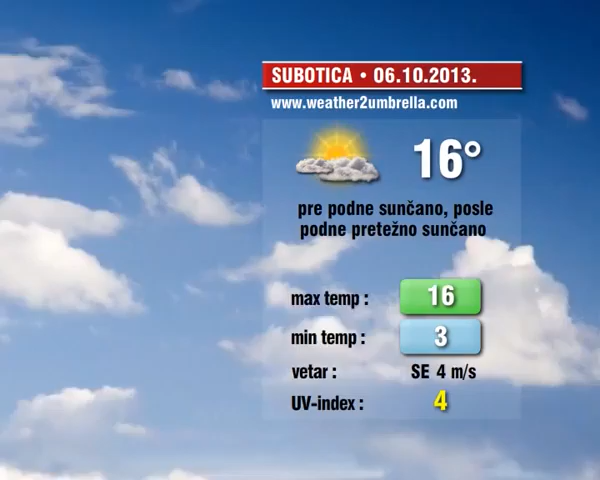 SUBOTICA • 06.10.2013.
www.weather2umbrella.com
16°
pre podne sunčano, posle
podne pretežno sunčano
max temp : 16
min temp : 3
vetar : SE 4 m/s
UV-index : 4